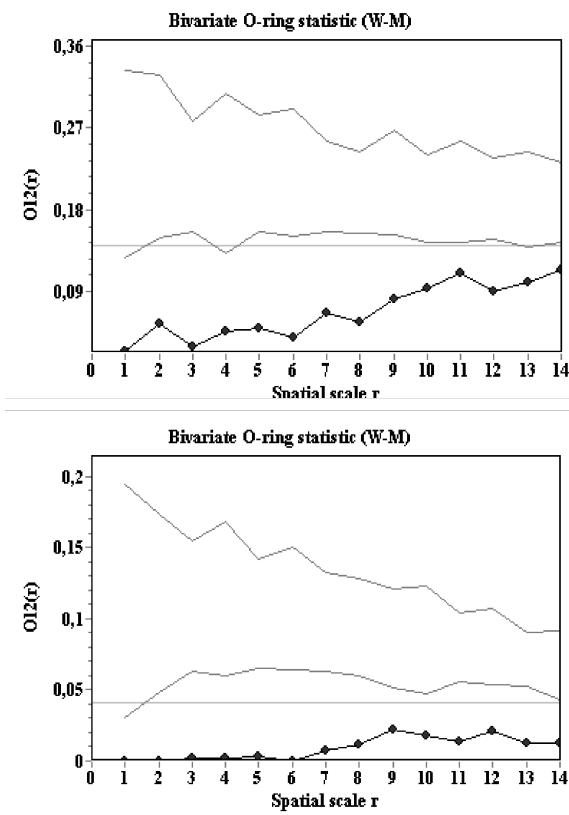 Bivariate O-ring statistic (W-M)
0,36
0,27
0,18
0,09
O12(r)
0 1 2 3 4 5 6 7 8 9 10 11 12 13 14
Spatial scale r
Bivariate O-ring statistic (W-M)
0,2
0,15
0,1
0,05
0
O12(r)
0 1 2 3 4 5 6 7 8 9 10 11 12 13 14
Spatial scale r